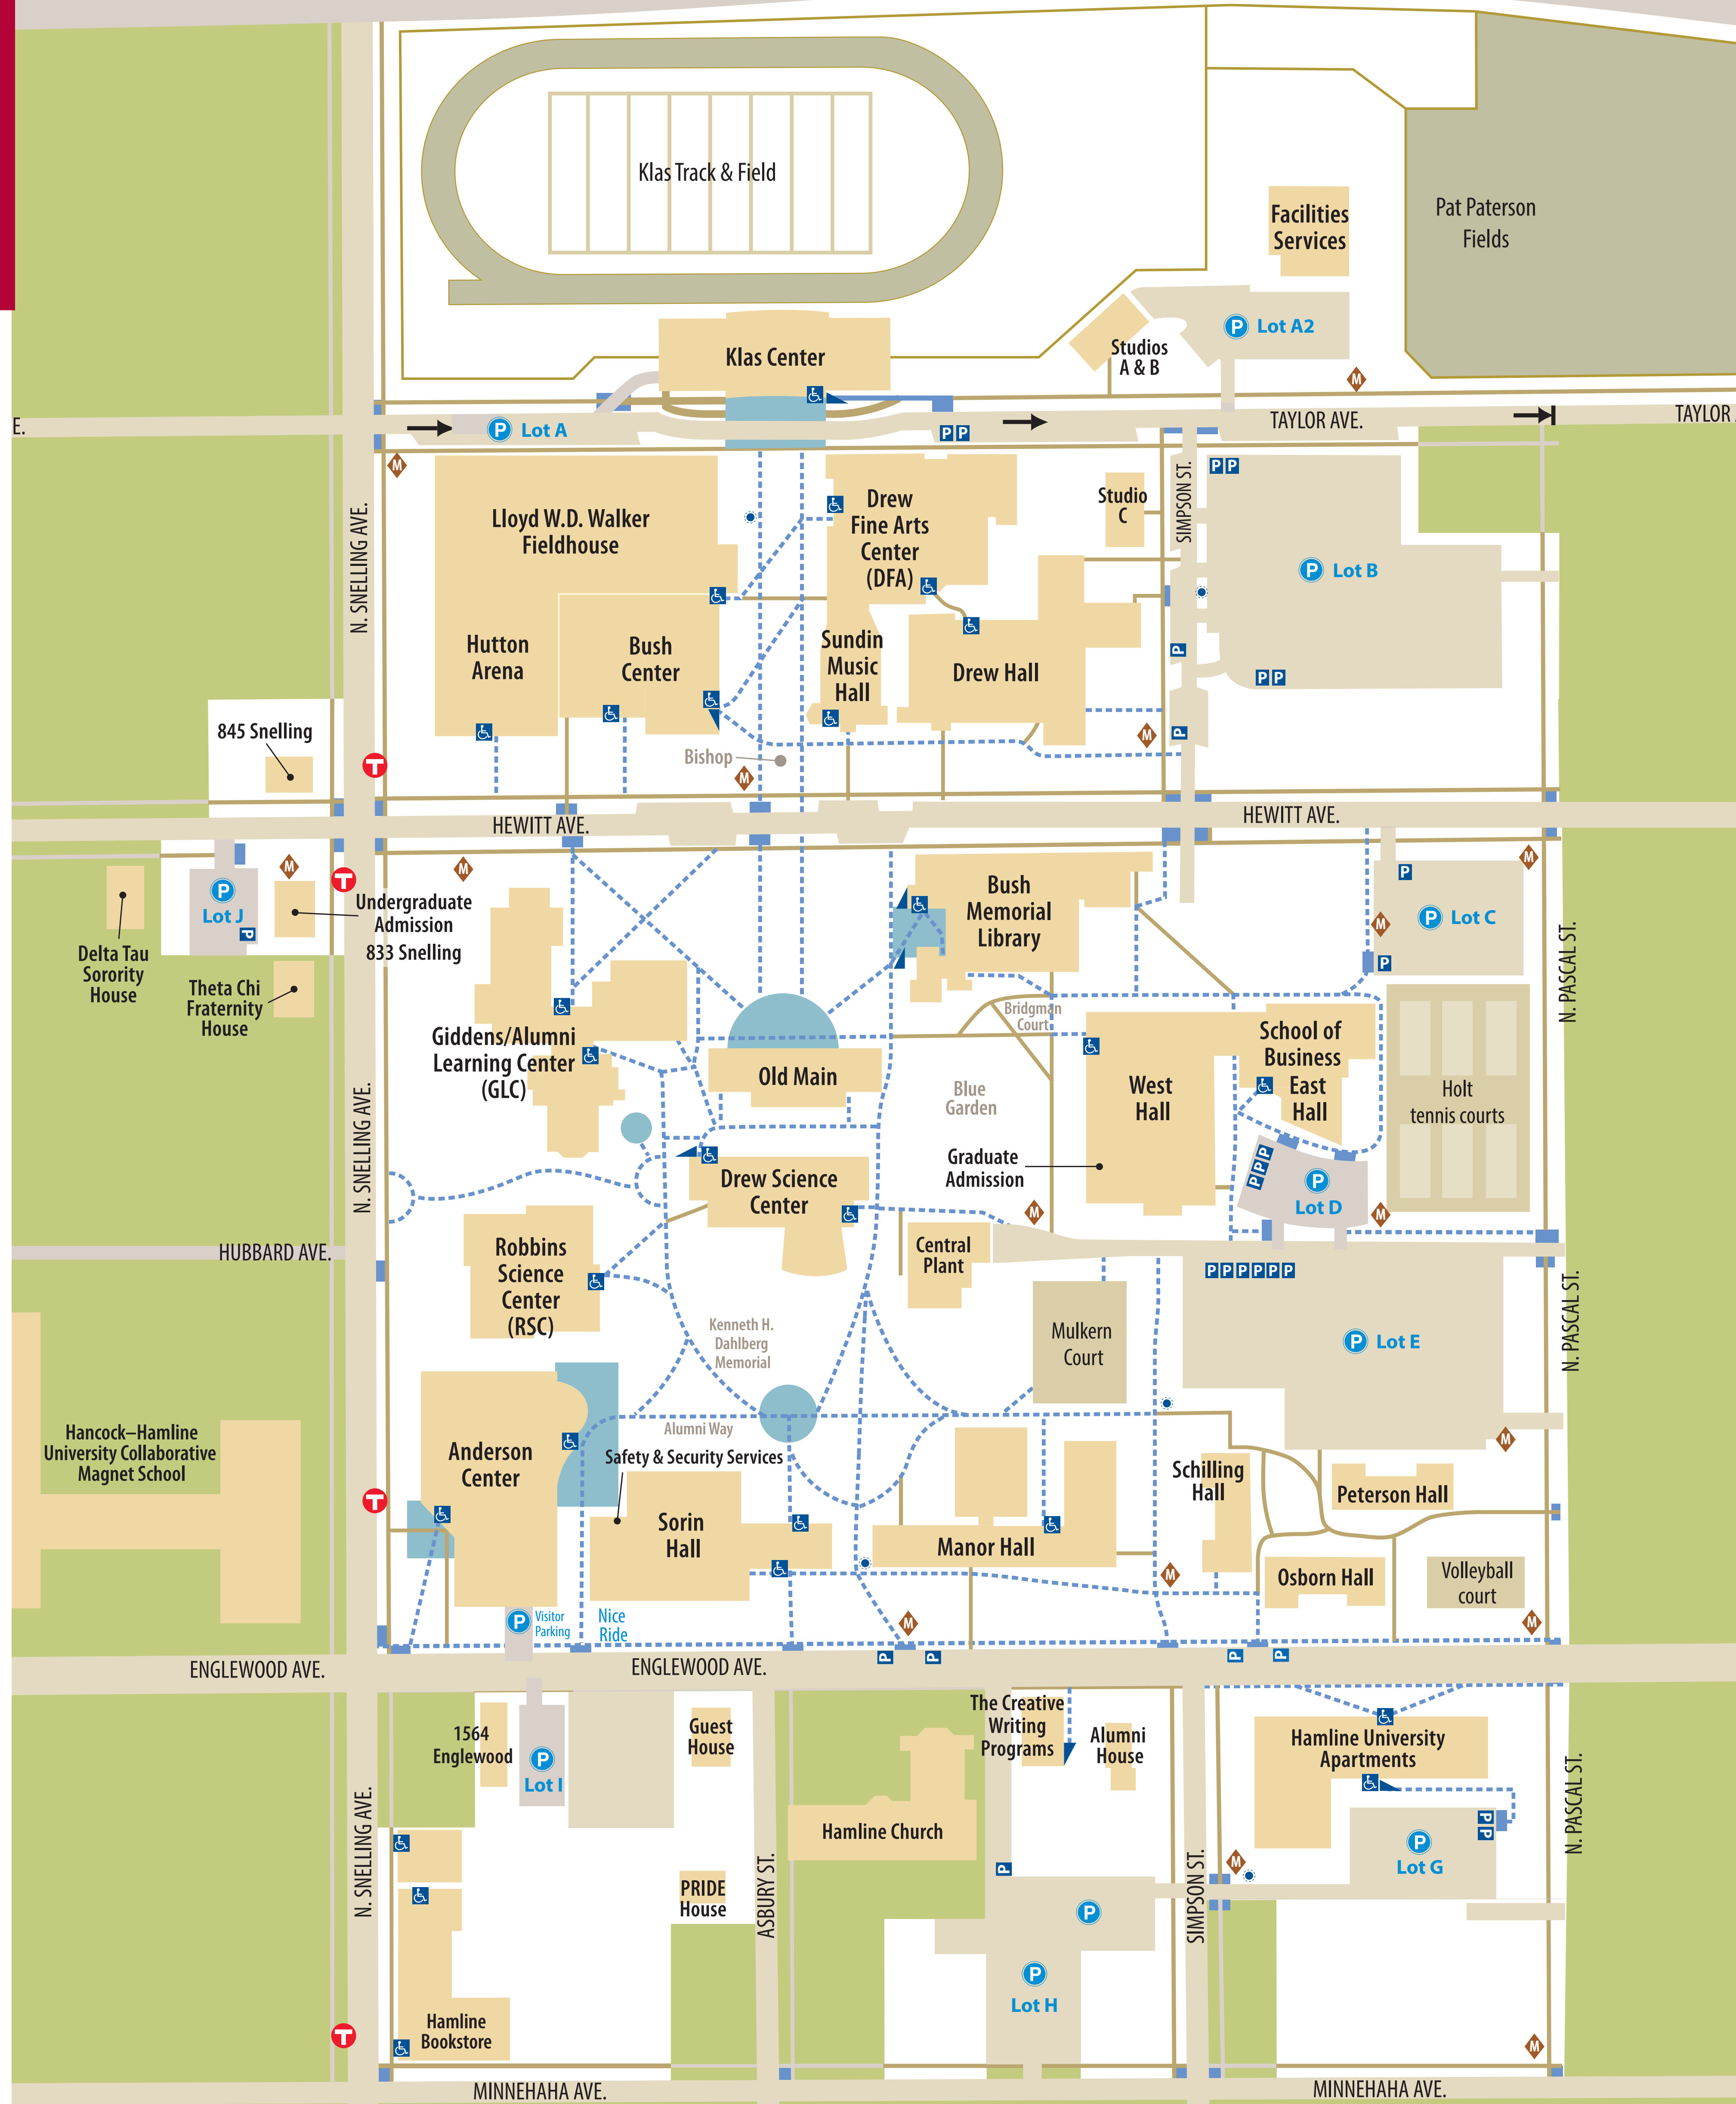 Klas Track & Field
Facilities
Services
Pat Paterson
Fields
P Lot A2
Klas Center
Studios
A & B
M
E.
P Lot A
P P
TAYLOR AVE.
TAYLOR
M
P P
Lloyd W.D. Walker
Fieldhouse
Drew
Fine Arts
Center
(DFA)
Studio
C
SIMPSON ST.
N. SNELLING AVE.
P Lot B
Hutton
Arena
Bush
Center
Sundin
Music
Hall
Drew Hall
P
P P
845 Snelling
T
Bishop
M
M
P
HEWITT AVE.
HEWITT AVE.
M
T
M
P
Lot J
P
Undergraduate
Admission
833 Snelling
Delta Tau
Sorority
House
Theta Chi
Fraternity
House
Bush
Memorial
Library
P
M
P Lot C
M
P
N. PASCAL ST.
Giddens/Alumni
Learning Center
(GLC)
Old Main
Bridgman
Court
Blue
Garden
West
Hall
School of
Business
East
Hall
Holt
tennis courts
N. SNELLING AVE.
Graduate
Admission
Drew Science
Center
M
P P P
P
Lot D
M
HUBBARD AVE.
Robbins
Science
Center
(RSC)
Central
Plant
P P P P P P
Kenneth H.
Dahlberg
Memorial
Mulkern
Court
P Lot E
N. PASCAL ST.
Hancock–Hamline
University Collaborative
Magnet School
Anderson
Center
Alumni Way
Safety & Security Services
M
T
Sorin
Hall
Manor Hall
Schilling
Hall
Peterson Hall
M
Osborn Hall
Volleyball
court
P Visitor
Parking
Nice
Ride
M
M
P P
P P
ENGLEWOOD AVE.
ENGLEWOOD AVE.
1564
Englewood
P
Lot I
Guest
House
The Creative
Writing
Programs
Alumni
House
Hamline University
Apartments
N. SNELLING AVE.
Hamline Church
P P
P
Lot G
N. PASCAL ST.
M
PRIDE
House
ASBURY ST.
P
P
SIMPSON ST.
P
Lot H
Hamline
Bookstore
T
M
MINNEHAHA AVE.
MINNEHAHA AVE.